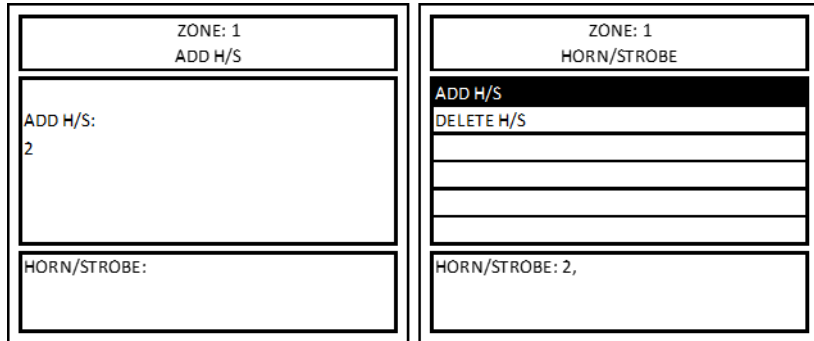 ZONE: 1
ADD H/S
ADD H/S:
2
HORN/STROBE:
ZONE: 1
HORN/STROBE
ADD H/S
DELETE H/S
HORN/STROBE: 2,